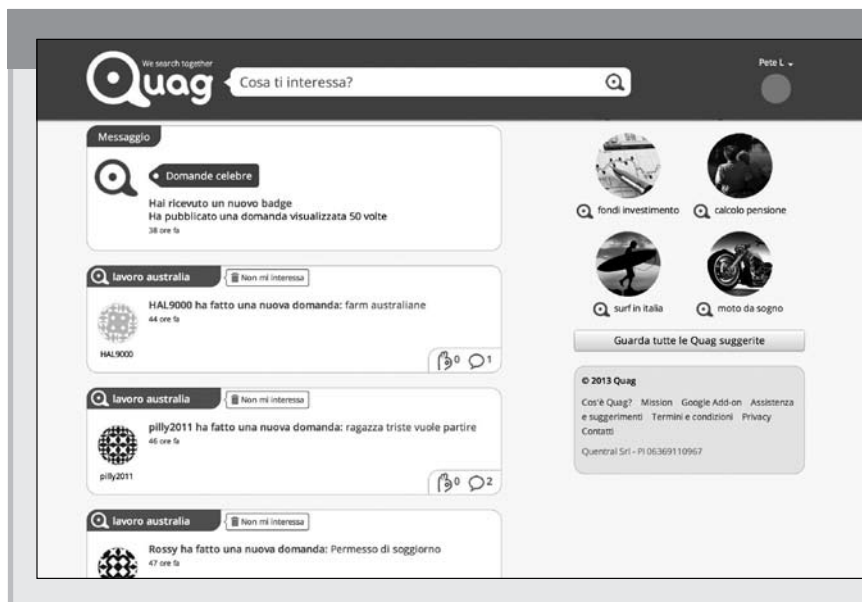 We search together
Quag
Cosa ti interessa?
Pete L
Messaggio
Domande celebre
Hai ricevuto un nuovo badge
Ha pubblicato una domanda visualizzata 50 volte
38 ore fa
lavoro australia
Non mi interessa
HAL9000 ha fatto una nuova domanda: farm australiane
44 ore fa
HAL9000
0 1
lavoro australia
Non mi interessa
pilly2011 ha fatto una nuova domanda: ragazza triste vuole partire
46 ore fa
pilly2011
0 2
lavoro australia
Non mi interessa
Rossy ha fatto una nuova domanda: Permesso di soggiorno
47 ore fa
fondi investimento
calcolo pensione
surf in italia
moto da sogno
Guarda tutte le Quag suggerite
© 2013 Quag
Cos'è Quag? Mission Google Add-on Assistenza
e suggerimenti Termini e condizioni Privacy
Contatti
Quentral Srl - PI 06369110967